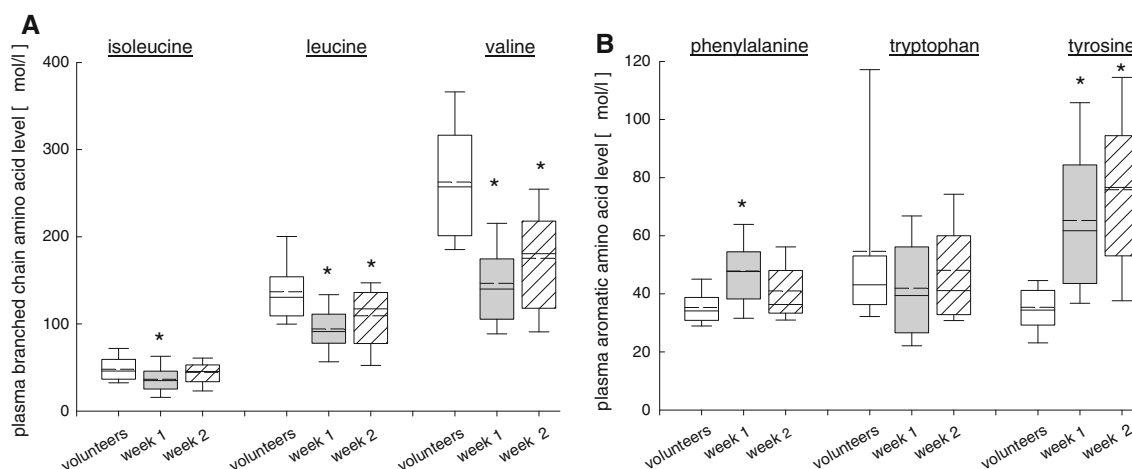 A
isoleucine
leucine
valine
plasma branched chain amino acid level [ mol/l ]
400
300
200
100
0
*
*
*
*
*
volunteers
week 1
week 2
volunteers
week 1
week 2
volunteers
week 1
week 2
B
phenylalanine
tryptophan
tyrosine
plasma aromatic amino acid level [ mol/l ]
120
100
80
60
40
20
0
*
*
*
volunteers
week 1
week 2
volunteers
week 1
week 2
volunteers
week 1
week 2